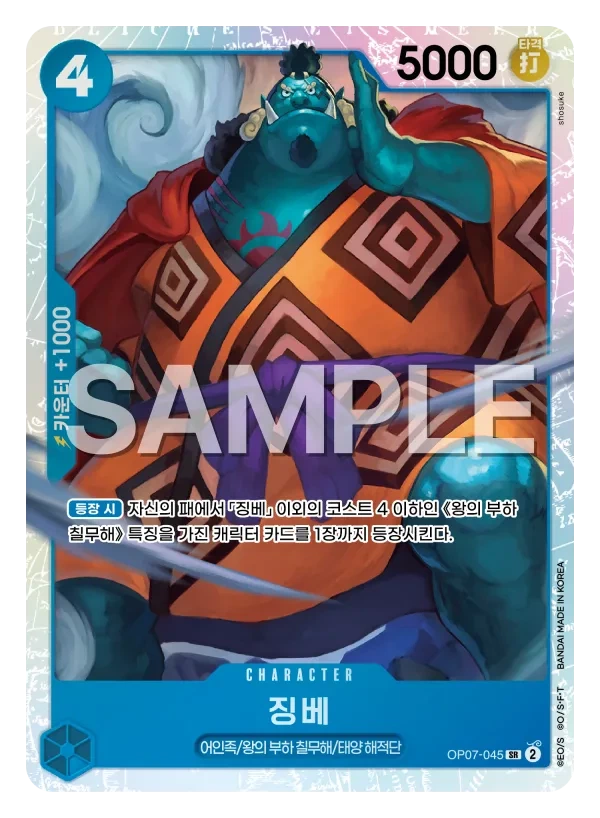 4
5000
타격
打
shosuke
⚡카운터 +1000
SAMPLE
등장 시 자신의 패에서 「징베」 이외의 코스트 4 이하인 《왕의 부하
칠무해》 특징을 가진 캐릭터 카드를 1장까지 등장시킨다.
CHARACTER
징베
어인족/왕의 부하 칠무해/태양 해적단
OP07-045 SR 2
©EO/S ©O/S·F·T BANDAI MADE IN KOREA